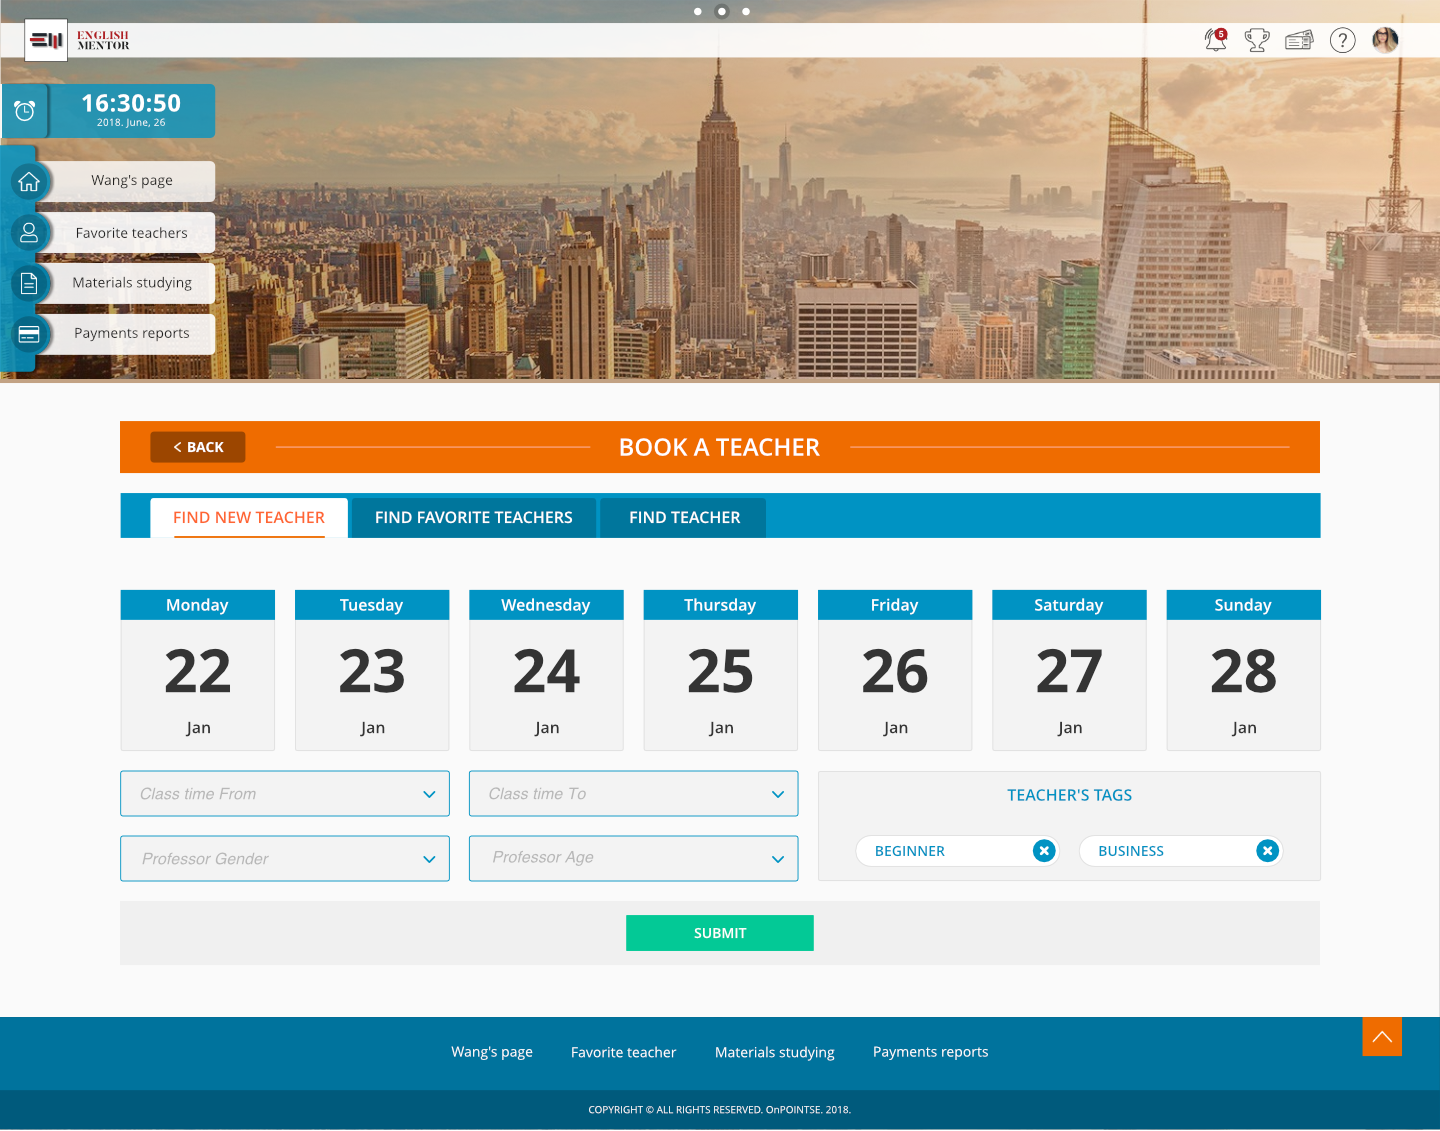 ENGLISH
MENTOR
5
?
16:30:50
2018. June, 26
Wang's page
Favorite teachers
Materials studying
Payments reports
< BACK
BOOK A TEACHER
FIND NEW TEACHER
FIND FAVORITE TEACHERS
FIND TEACHER
Monday
22
Jan
Tuesday
23
Jan
Wednesday
24
Jan
Thursday
25
Jan
Friday
26
Jan
Saturday
27
Jan
Sunday
28
Jan
Class time From
Class time To
Professor Gender
Professor Age
TEACHER'S TAGS
BEGINNER
BUSINESS
SUBMIT
Wang's page
Favorite teacher
Materials studying
Payments reports
COPYRIGHT © ALL RIGHTS RESERVED. OnPOINTSE. 2018.